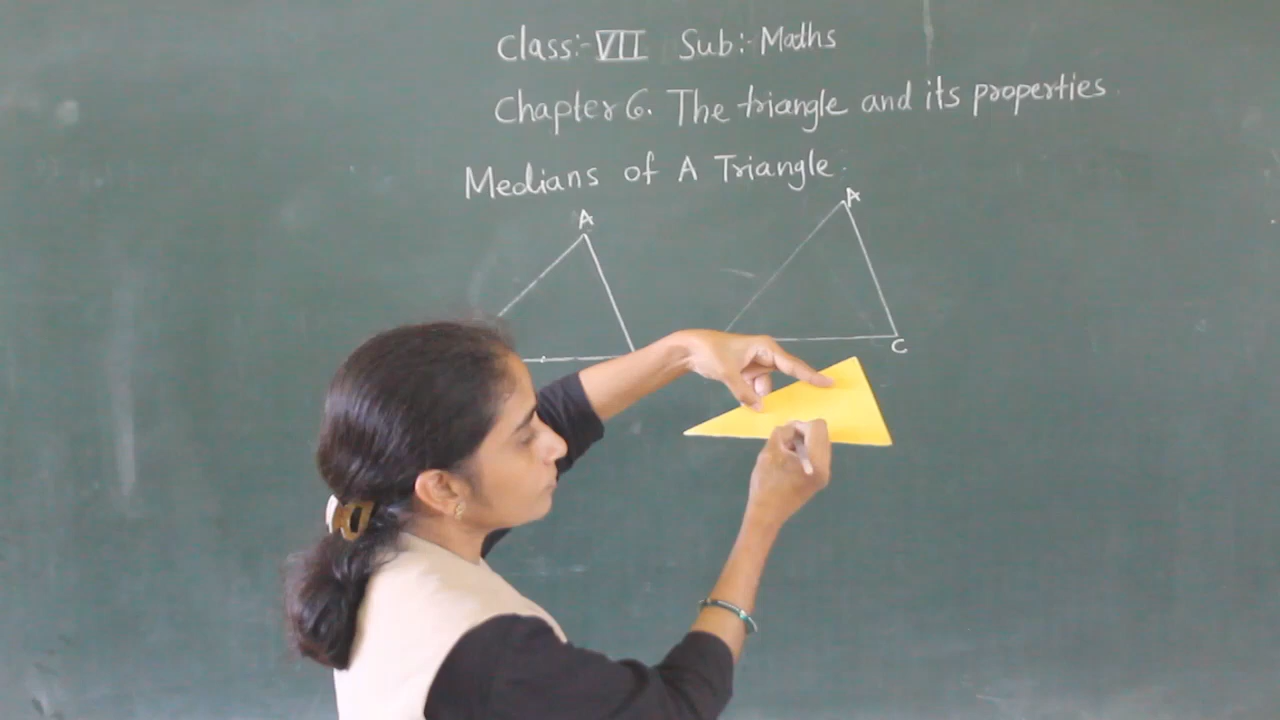 Class:- VII Sub:- Maths
Chapter 6. The triangle and its properties
Medians of A Triangle.
A
A
C